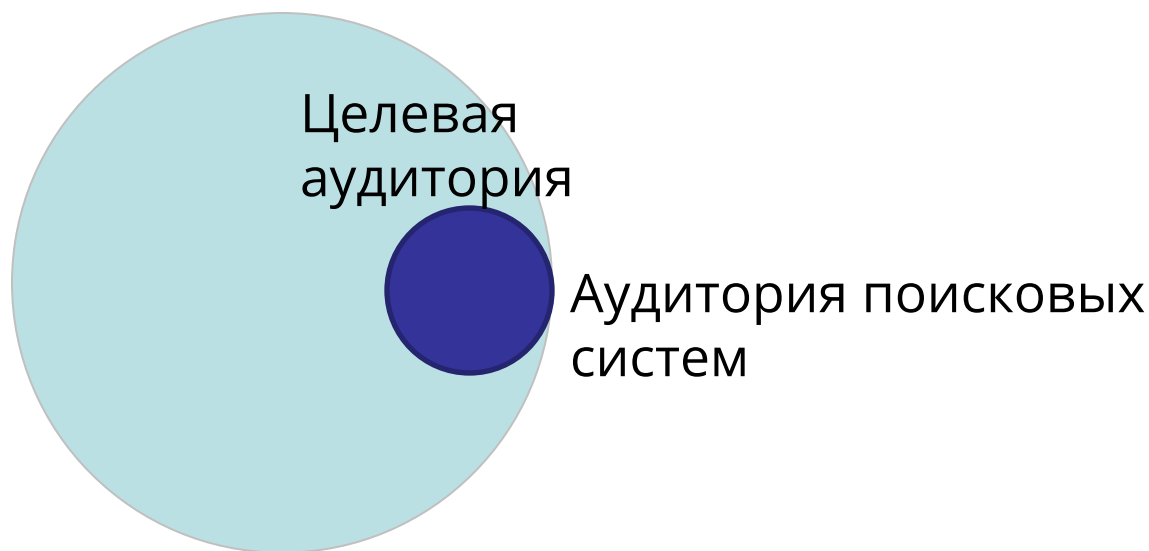 Целевая
аудитория
Аудитория поисковых
систем